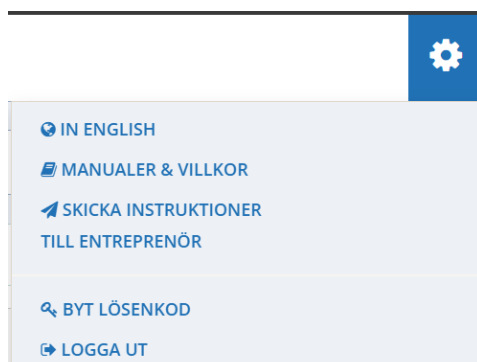 IN ENGLISH
MANUALER & VILLKOR
SKICKA INSTRUKTIONER
TILL ENTREPRENÖR
BYT LÖSENKOD
LOGGA UT